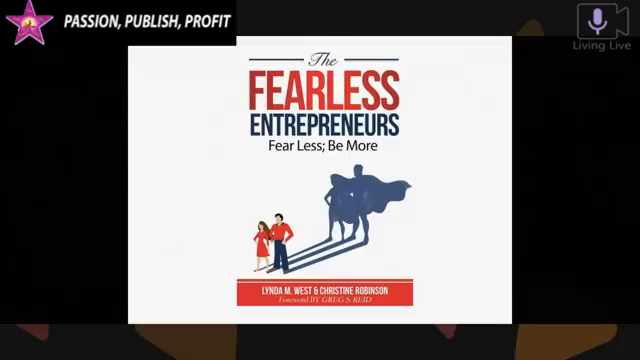 PASSION, PUBLISH, PROFIT
Living Live
The
FEARLESS
ENTREPRENEURS
Fear Less; Be More
LYNDA M. WEST & CHRISTINE ROBINSON
Foreword BY GREG S. REID